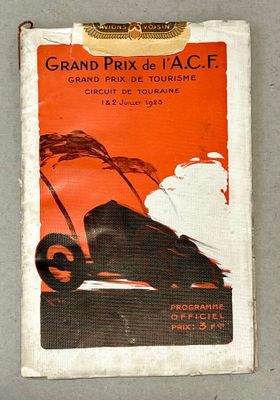 AVIONS VOISIN
GRAND PRIX de l'A.C.F.
GRAND PRIX DE TOURISME
CIRCUIT DE TOURAINE
1 & 2 JUILLET 1923
PROGRAMME
OFFICIEL
PRIX: 3 Frs